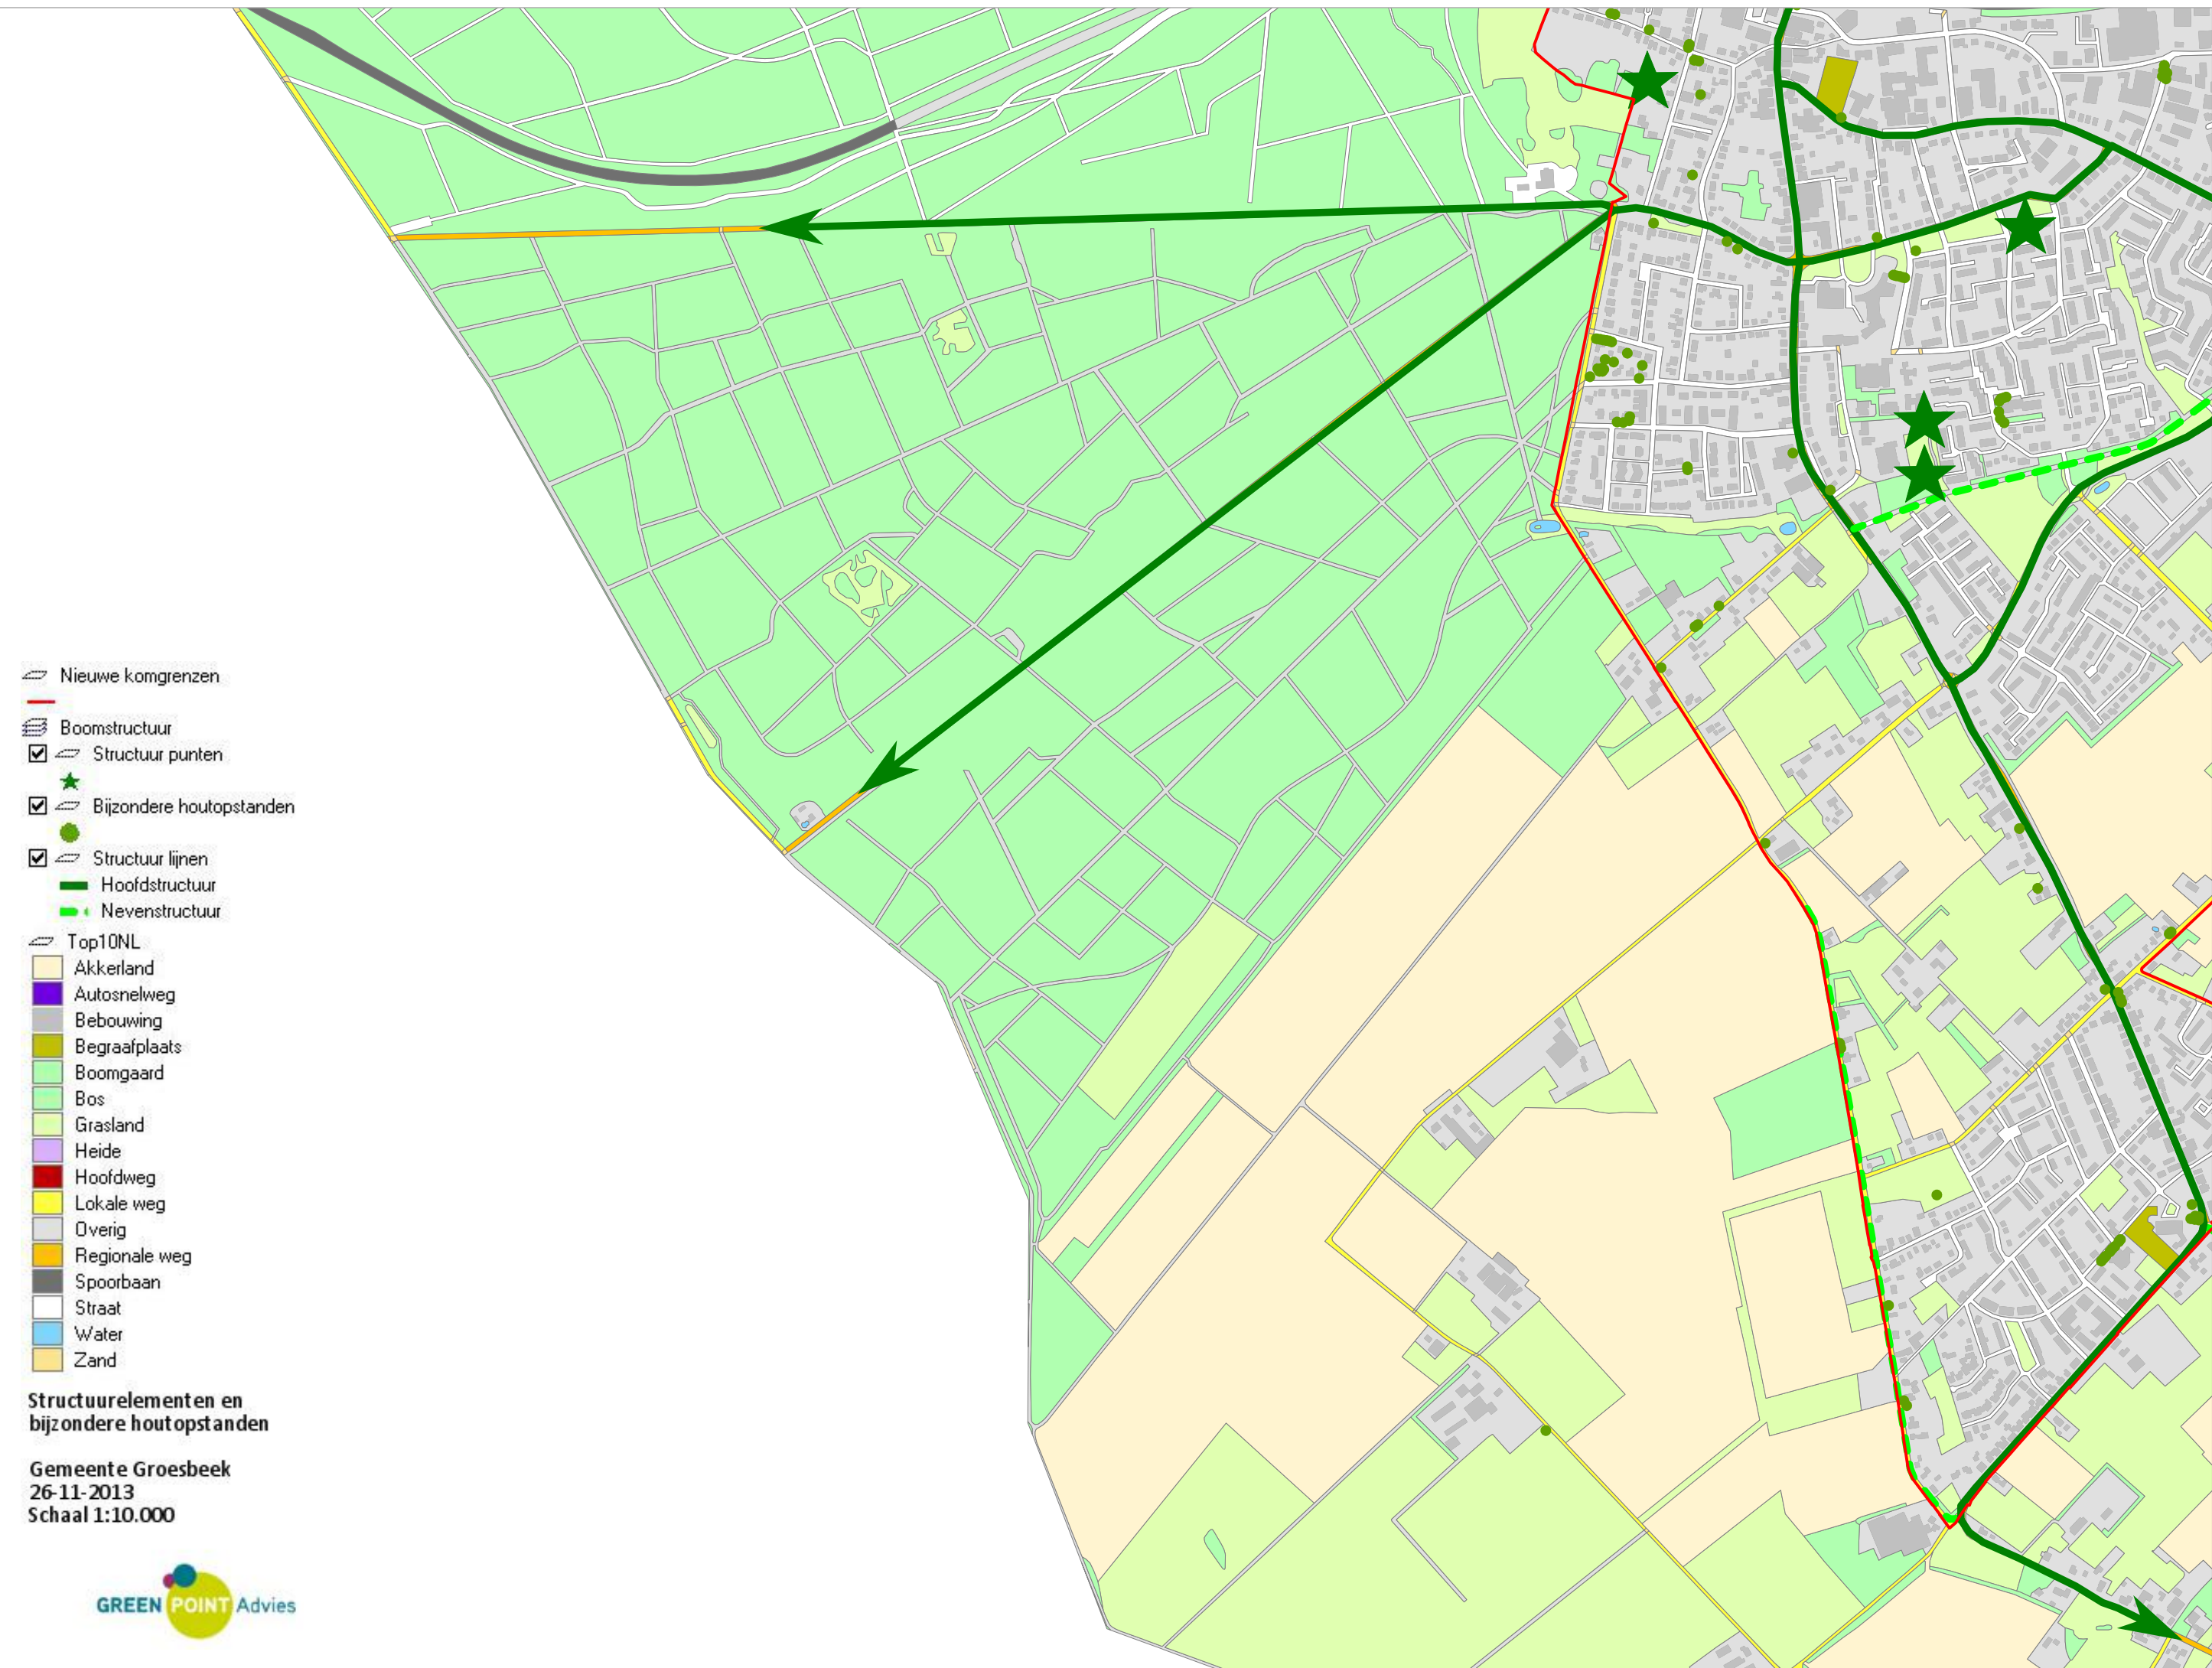 Nieuwe komgrenzen
Boomstructuur
Structuur punten
Bijzondere houtopstanden
Structuur lijnen
Hoofdstructuur
Nevenstructuur
Top10NL
Akkerland
Autosnelweg
Bebouwing
Begraafplaats
Boomgaard
Bos
Grasland
Heide
Hoofdweg
Lokale weg
Overig
Regionale weg
Spoorbaan
Straat
Water
Zand
Structuurelementen en
bijzondere houtopstanden
Gemeente Groesbeek
26-11-2013
Schaal 1:10.000
GREEN POINT Advies